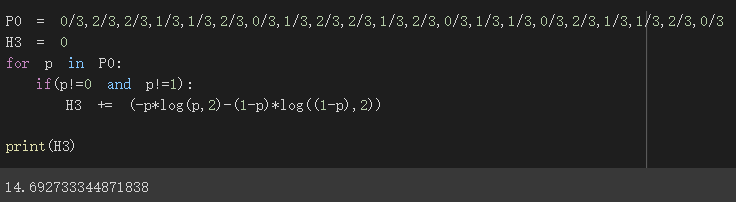 P0 = 0/3,2/3,2/3,1/3,1/3,2/3,0/3,1/3,2/3,2/3,1/3,2/3,0/3,1/3,1/3,0/3,2/3,1/3,1/3,2/3,0/3
H3 = 0
for p in P0:
    if(p!=0 and p!=1):
        H3 += (-p*log(p,2)-(1-p)*log((1-p),2))
print(H3)
14.692733344871838